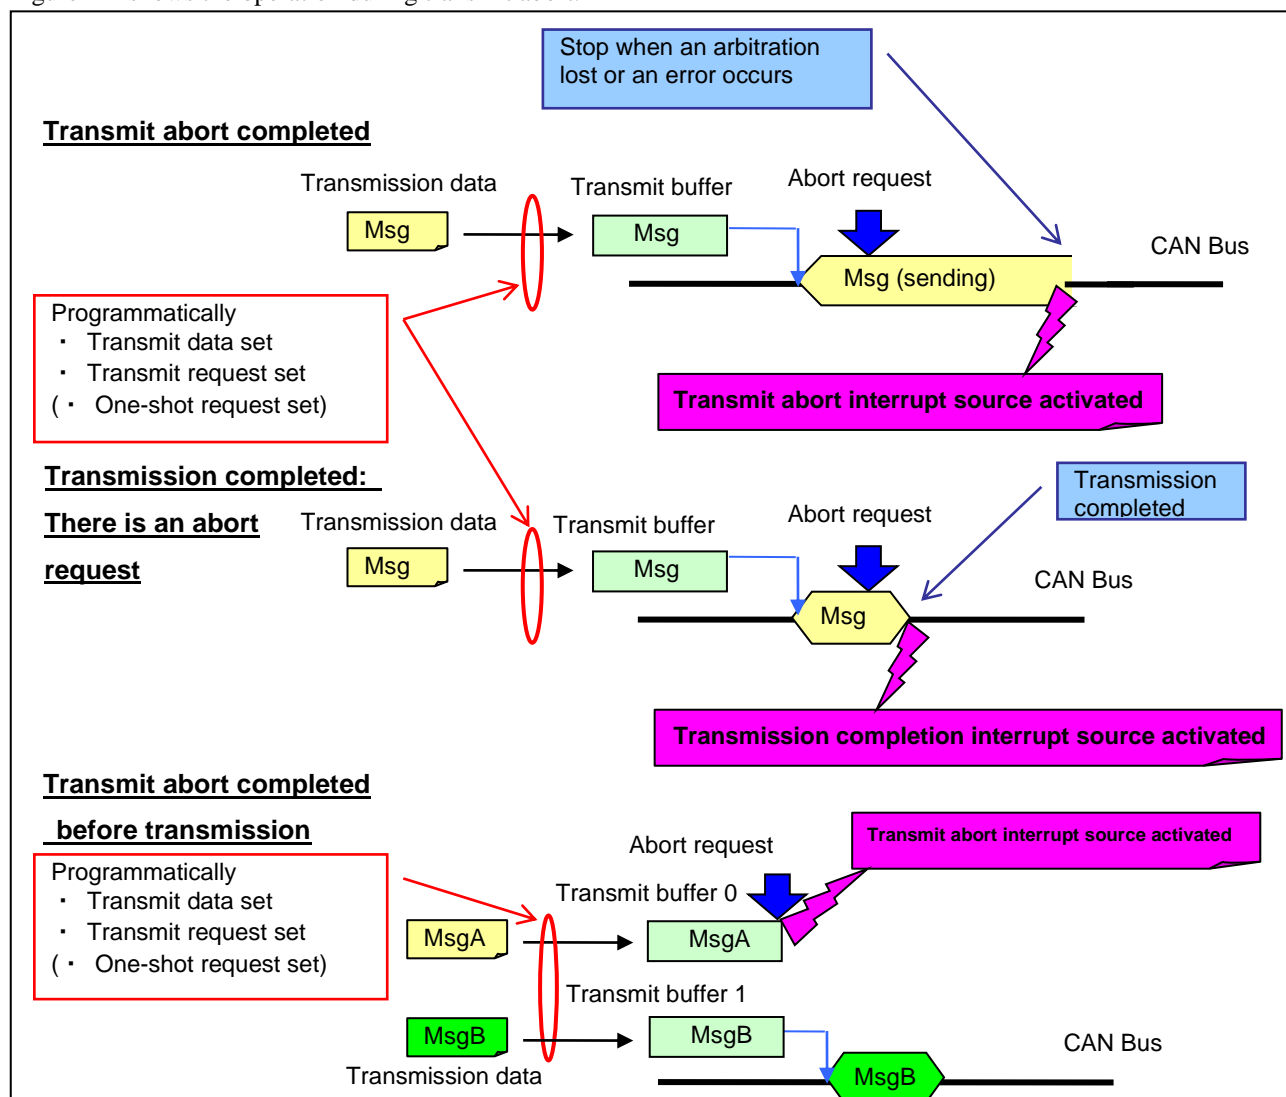 Stop when an arbitration
lost or an error occurs
Transmit abort completed
Transmission data
Transmit buffer
Abort request
Msg
Msg
Msg (sending)
CAN Bus
Programmatically
・ Transmit data set
・ Transmit request set
(・ One-shot request set)
Transmit abort interrupt source activated
Transmission completed:
There is an abort
request
Transmission data
Transmit buffer
Abort request
Transmission
completed
Msg
Msg
Msg
CAN Bus
Transmission completion interrupt source activated
Transmit abort completed
before transmission
Programmatically
・ Transmit data set
・ Transmit request set
(・ One-shot request set)
Abort request
Transmit abort interrupt source activated
Transmit buffer 0
MsgA
MsgA
Transmit buffer 1
MsgB
MsgB
CAN Bus
Transmission data
MsgB